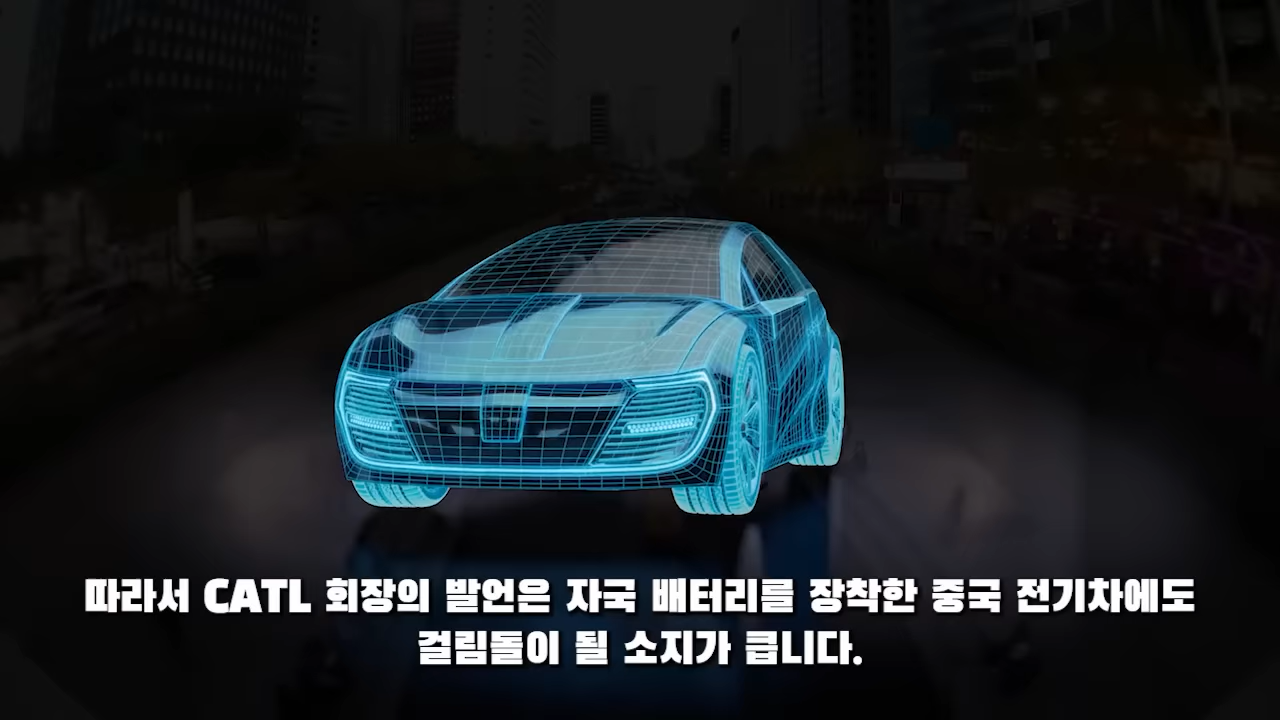 따라서 CATL 회장의 발언은 자국 배터리를 장착한 중국 전기차에도
걸림돌이 될 소지가 큽니다.